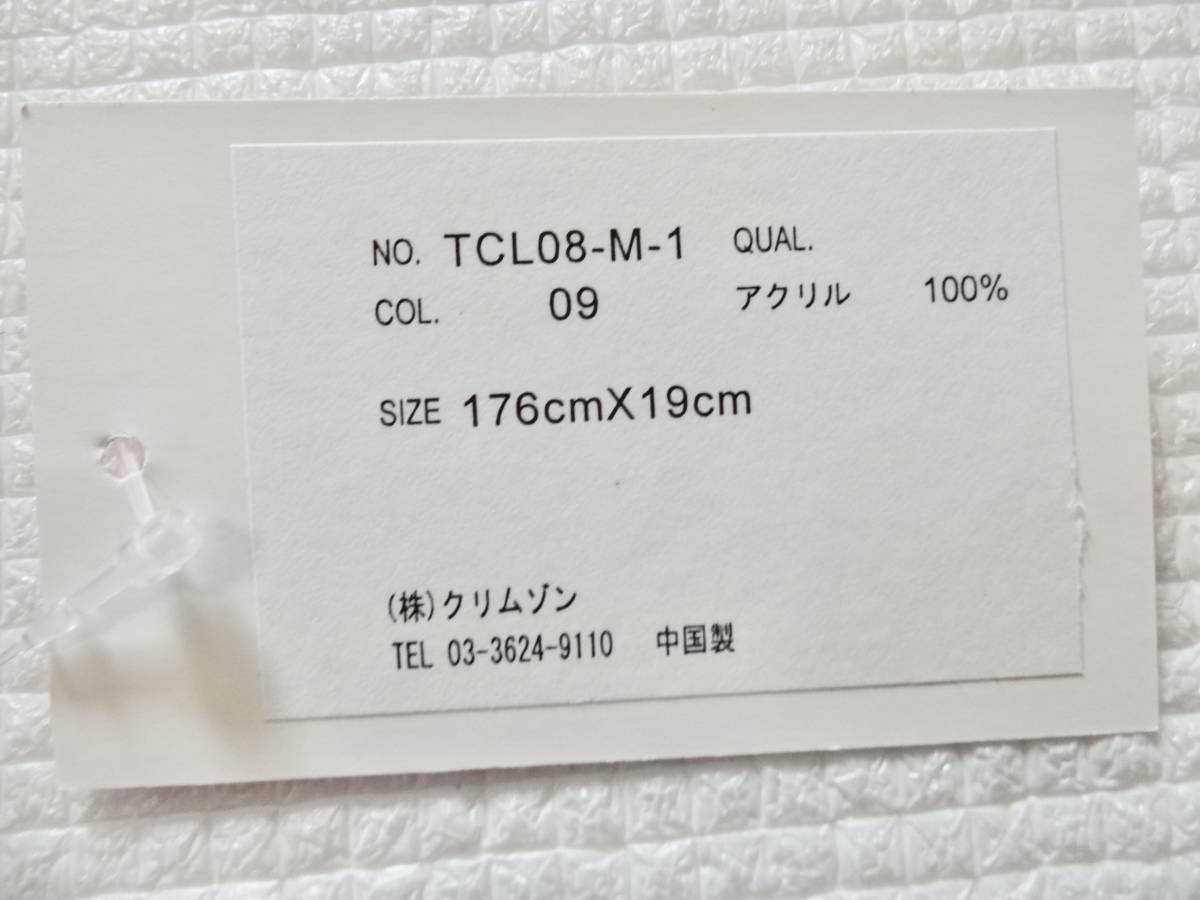 NO. TCL08-M-1 QUAL.
COL. 09 アクリル 100%
SIZE 176cmX19cm
(株)クリムゾン
TEL 03-3624-9110 中国製